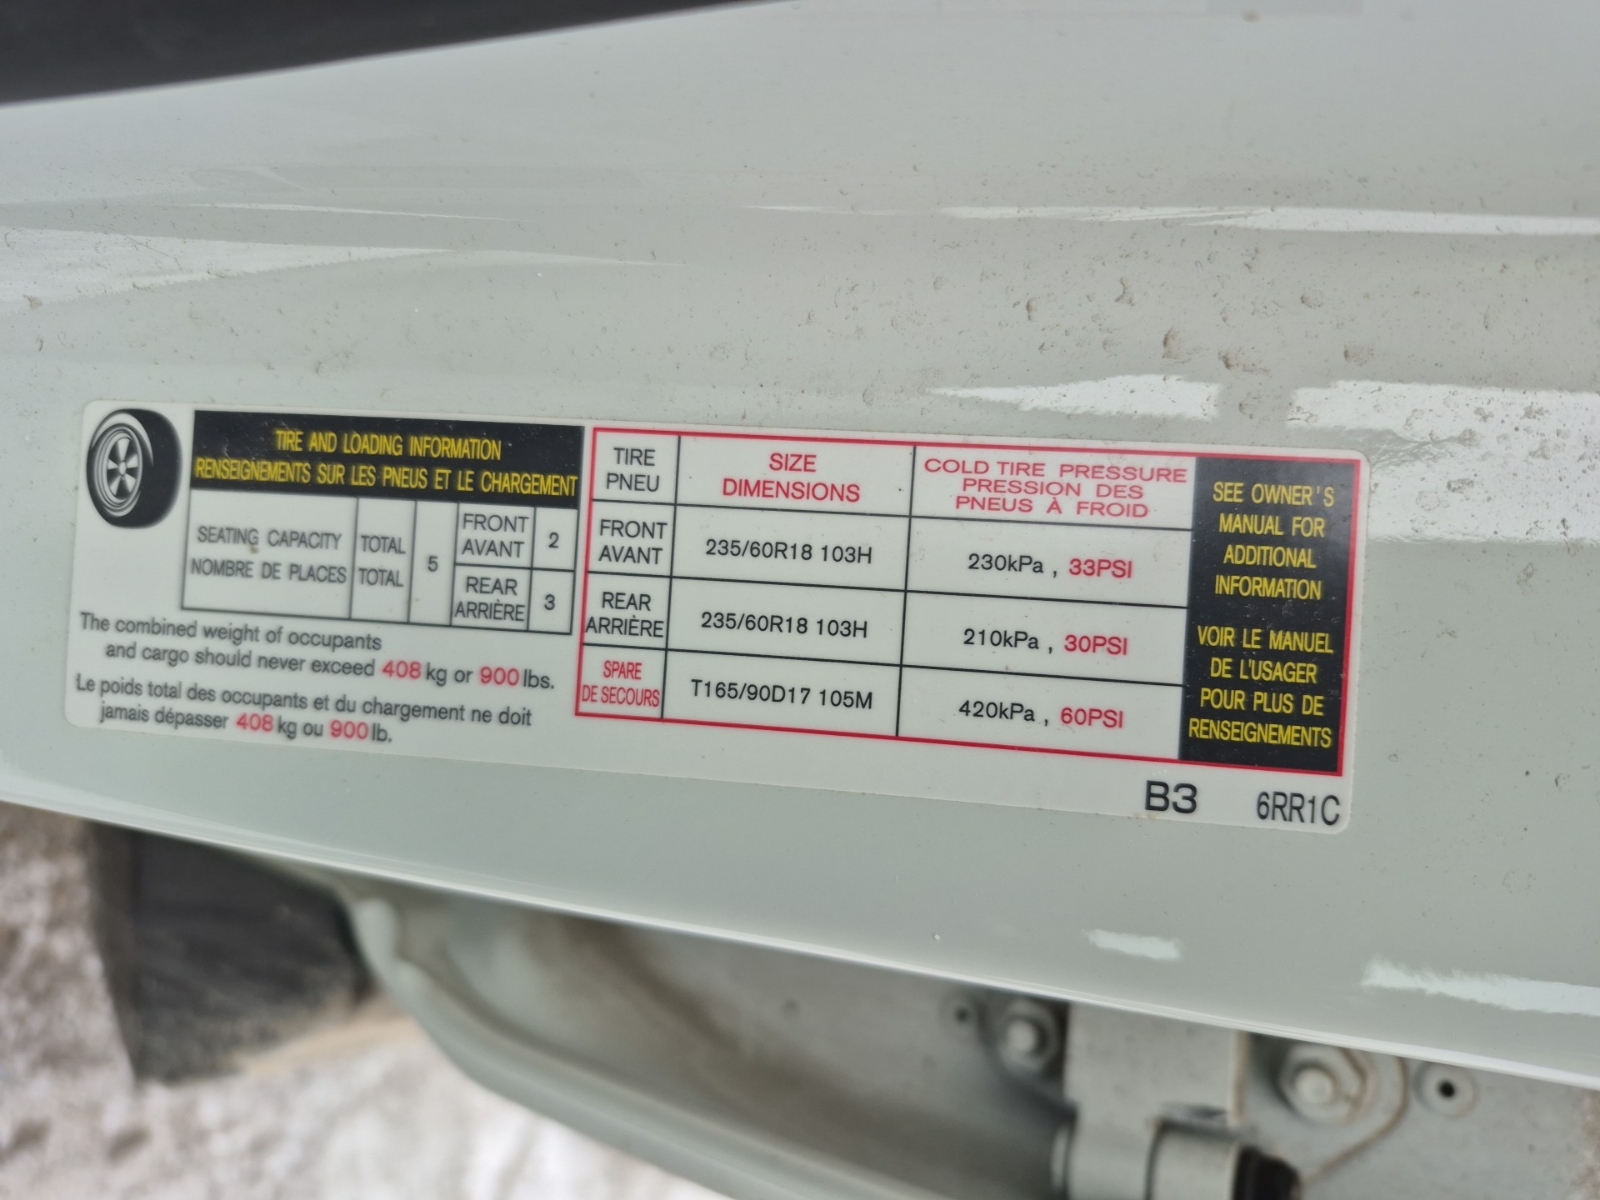 TIRE AND LOADING INFORMATION
RENSEIGNEMENTS SUR LES PNEUS ET LE CHARGEMENT
SEATING CAPACITY
NOMBRE DE PLACES
TOTAL
TOTAL
5
FRONT
AVANT
2
REAR
ARRIÈRE
3
The combined weight of occupants
and cargo should never exceed 408 kg or 900 lbs.
Le poids total des occupants et du chargement ne doit
jamais dépasser 408 kg ou 900 lb.
TIRE
PNEU
SIZE
DIMENSIONS
COLD TIRE PRESSURE
PRESSION DES
PNEUS À FROID
FRONT
AVANT
235/60R18 103H
230kPa , 33PSI
REAR
ARRIÈRE
235/60R18 103H
210kPa , 30PSI
SPARE
DE SECOURS
T165/90D17 105M
420kPa , 60PSI
SEE OWNER'S
MANUAL FOR
ADDITIONAL
INFORMATION
VOIR LE MANUEL
DE L'USAGER
POUR PLUS DE
RENSEIGNEMENTS
B3
6RR1C